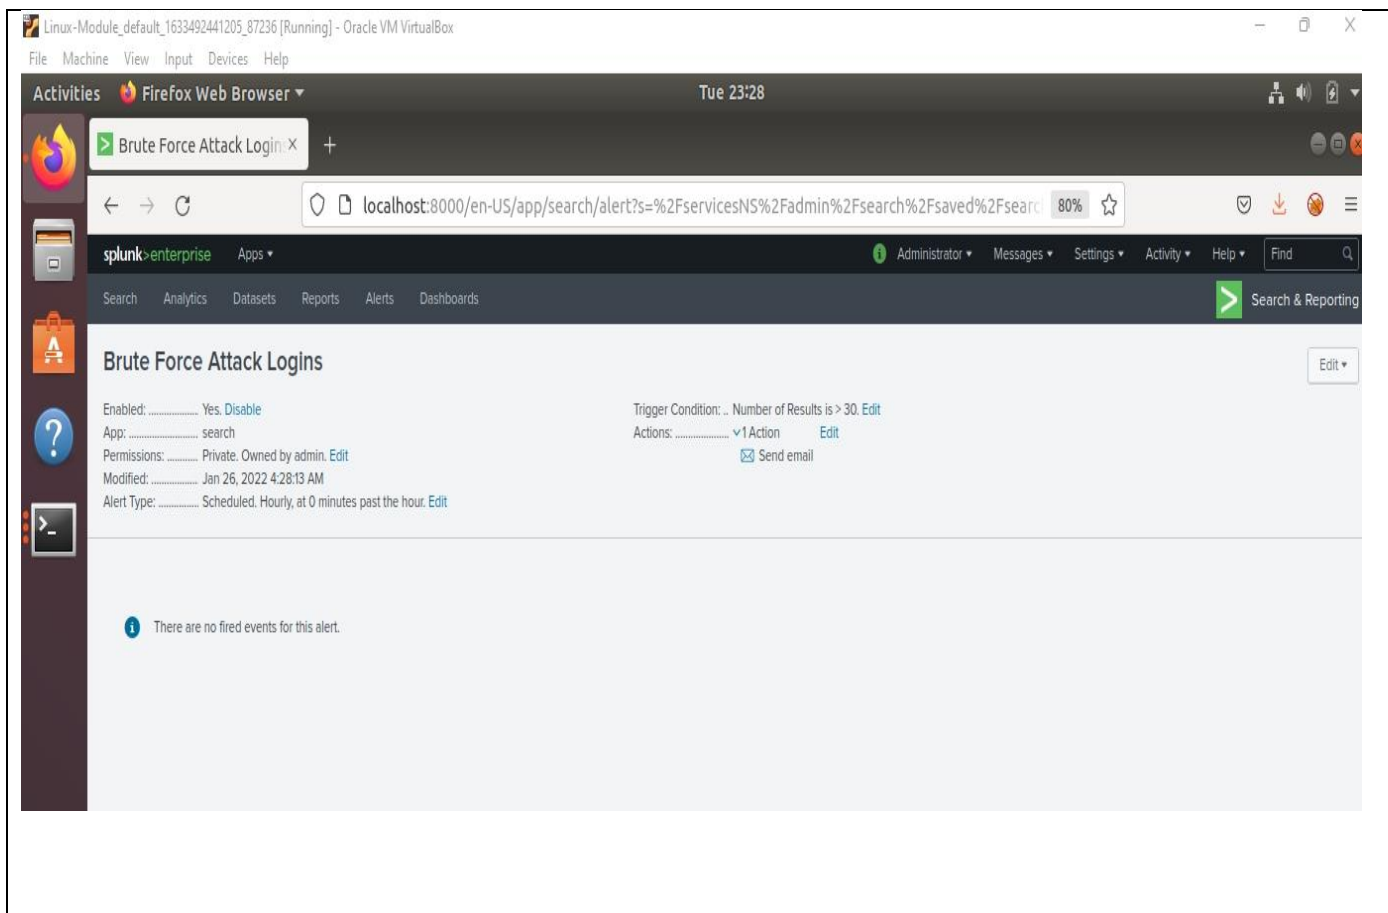 Linux-Module_default_1633492441205_87236 [Running] - Oracle VM VirtualBox
File Machine View Input Devices Help
Activities Firefox Web Browser Tue 23:28
Brute Force Attack Login
localhost:8000/en-US/app/search/alert?s=%2FservicesNS%2Fadmin%2Fsearch%2Fsaved%2Fsearc 80%
splunk>enterprise Apps Administrator Messages Settings Activity Help Find
Search Analytics Datasets Reports Alerts Dashboards Search & Reporting
Brute Force Attack Logins Edit
Enabled: .................. Yes. Disable Trigger Condition: .. Number of Results is > 30. Edit
App: ........................... search Actions: ..................... 1 Action Edit
Permissions: ............ Private. Owned by admin. Edit Send email
Modified: ................. Jan 26, 2022 4:28:13 AM
Alert Type: ............... Scheduled. Hourly, at 0 minutes past the hour. Edit
There are no fired events for this alert.